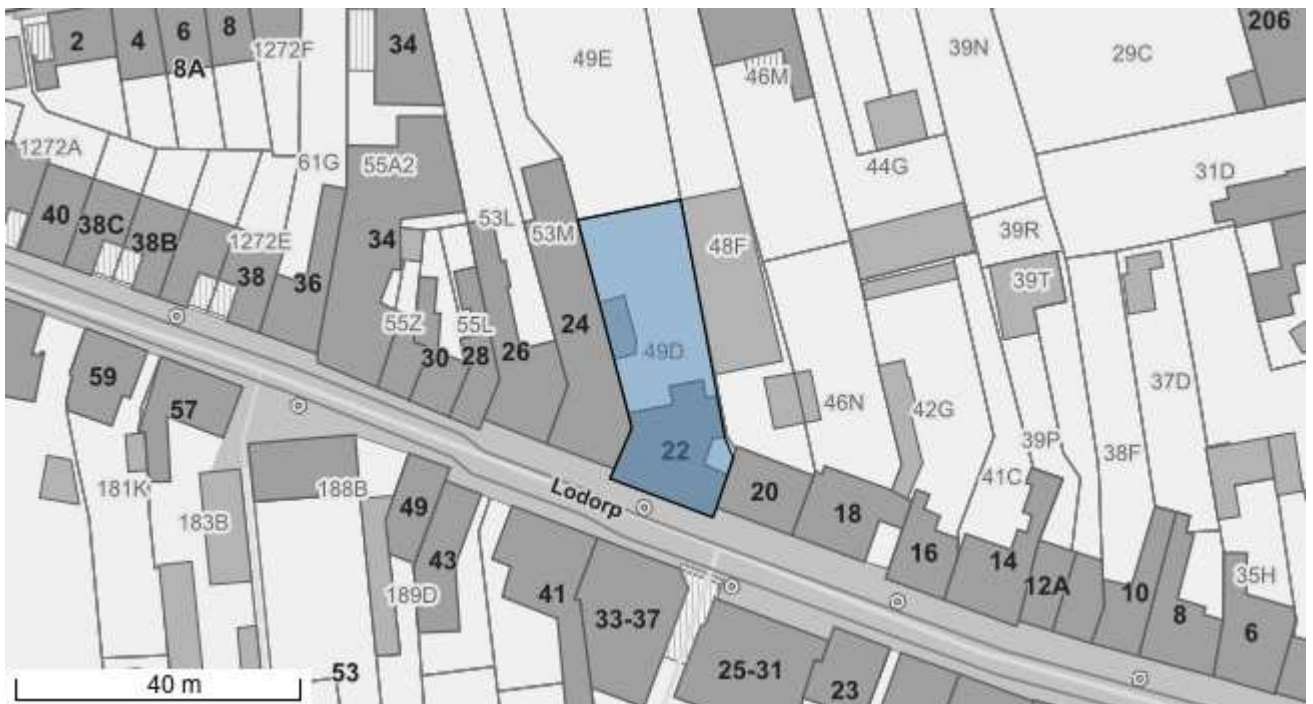 2
4
6
8
8A
1272F
34
49E
46M
39N
29C
206
1272A
61G
55A2
44G
31D
40
38C
38B
1272E
38
36
34
53L
53M
48F
39R
39T
55Z
55L
30
28
26
24
49D
46N
42G
37D
59
57
22
20
18
41C
39P
38F
181K
183B
188B
49
43
189D
Lodorp
16
14
12A
10
8
35H
6
41
33-37
25-31
23
53
40 m